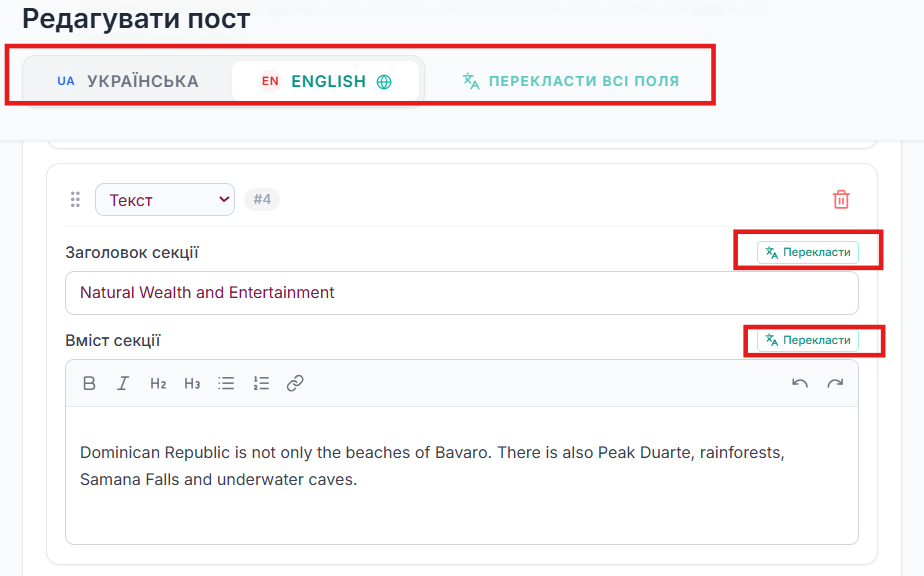 Редагувати пост
UA УКРАЇНСЬКА EN ENGLISH ПЕРЕКЛАСТИ ВСІ ПОЛЯ
Текст #4
Заголовок секції Перекласти
Natural Wealth and Entertainment
Вміст секції Перекласти
B I H2 H3
Dominican Republic is not only the beaches of Bavaro. There is also Peak Duarte, rainforests,
Samana Falls and underwater caves.